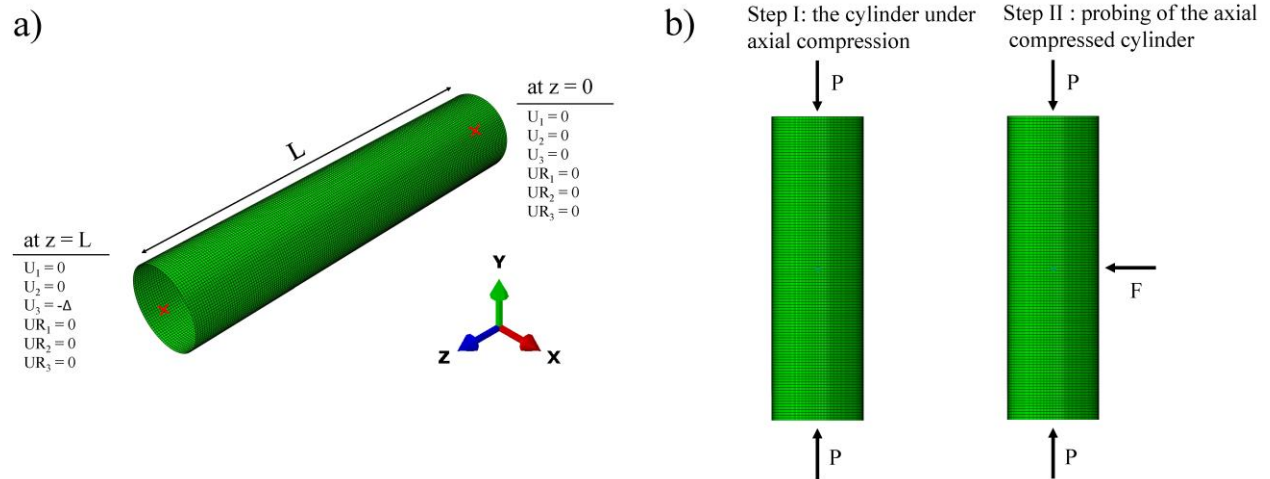 a)
L
at z = 0
U₁ = 0
U₂ = 0
U₃ = 0
UR₁ = 0
UR₂ = 0
UR₃ = 0
at z = L
U₁ = 0
U₂ = 0
U₃ = -Δ
UR₁ = 0
UR₂ = 0
UR₃ = 0
Y
Z
X
b)
Step I: the cylinder under
axial compression
P
P
Step II : probing of the axial
compressed cylinder
P
F
P